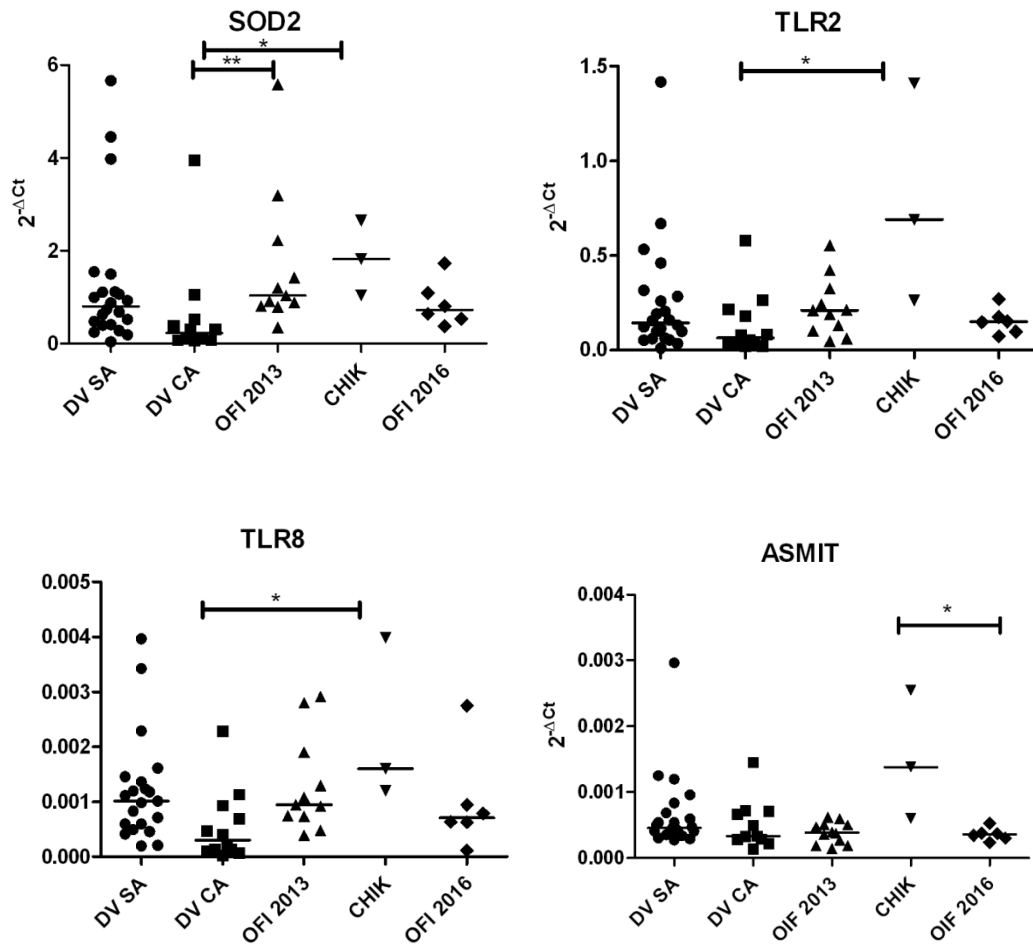 SOD2
*
**
6
4
2
0
2^-ΔCt
DV SA
DV CA
OFI 2013
CHIK
OFI 2016
TLR2
*
1.5
1.0
0.5
0.0
2^-ΔCt
DV SA
DV CA
OFI 2013
CHIK
OFI 2016
TLR8
*
0.005
0.004
0.003
0.002
0.001
0.000
DV SA
DV CA
OFI 2013
CHIK
OFI 2016
ASMIT
*
0.004
0.003
0.002
0.001
0.000
2^-ΔCt
DV SA
DV CA
OFI 2013
CHIK
OIF 2016